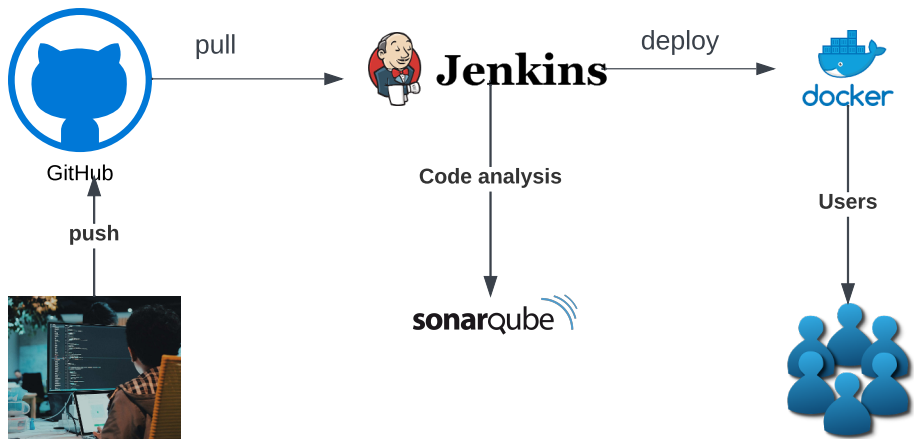 pull
deploy
Jenkins
docker
GitHub
Code analysis
Users
push
sonarqube